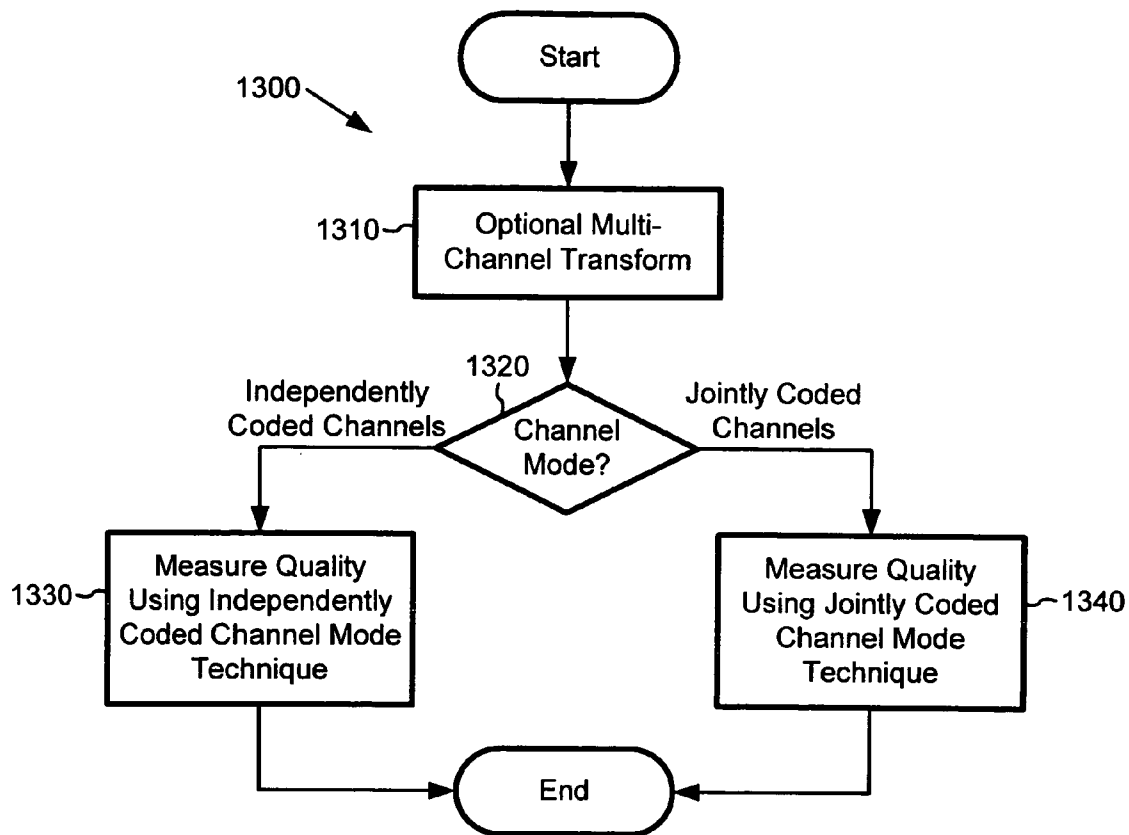 Start
1300
1310
Optional Multi-
Channel Transform
1320
Independently
Coded Channels
Channel
Mode?
Jointly Coded
Channels
1330
Measure Quality
Using Independently
Coded Channel Mode
Technique
Measure Quality
Using Jointly Coded
Channel Mode
Technique
1340
End